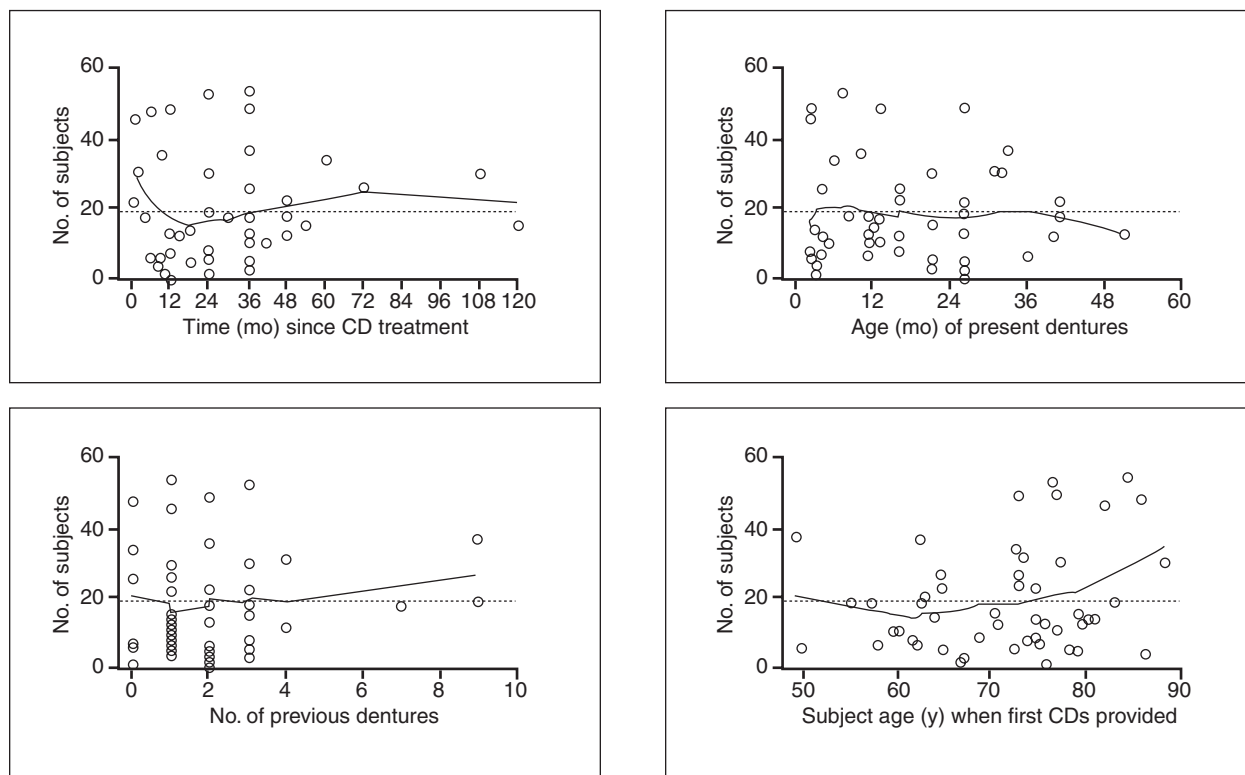 60
40
20
0
No. of subjects
0 12 24 36 48 60 72 84 96 108 120
Time (mo) since CD treatment
60
40
20
0
No. of subjects
0 12 24 36 48 60
Age (mo) of present dentures
60
40
20
0
No. of subjects
0 2 4 6 8 10
No. of previous dentures
60
40
20
0
No. of subjects
50 60 70 80 90
Subject age (y) when first CDs provided